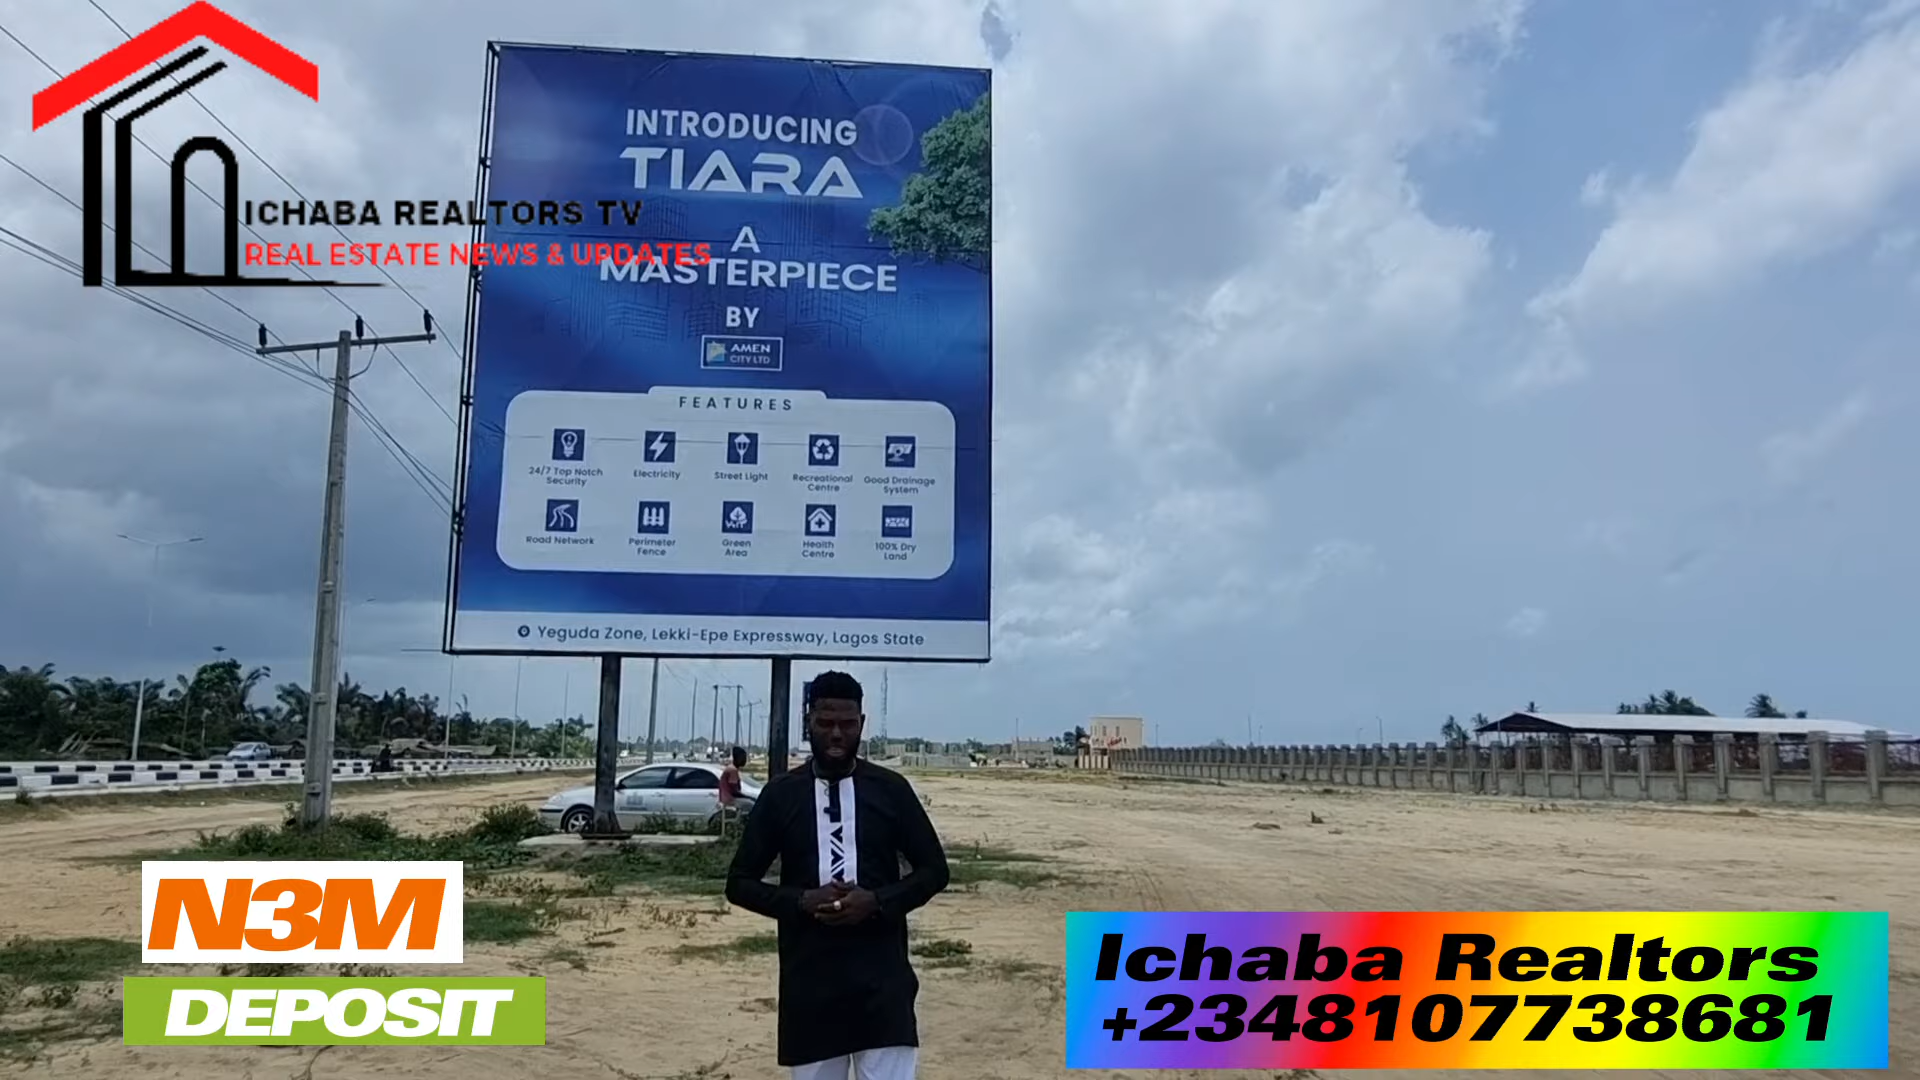 INTRODUCING
TIARA
A
MASTERPIECE
BY
AMEN
CITY LTD
ICHABA REALTORS TV
REAL ESTATE NEWS & UPDATES
FEATURES
24/7 Top Notch
Security
Electricity
Street Light
Recreational
Centre
Good Drainage
System
Road Network
Perimeter
Fence
Green
Area
Health
Centre
100% Dry
Land
Yeguda Zone, Lekki-Epe Expressway, Lagos State
N3M
DEPOSIT
Ichaba Realtors
+2348107738681